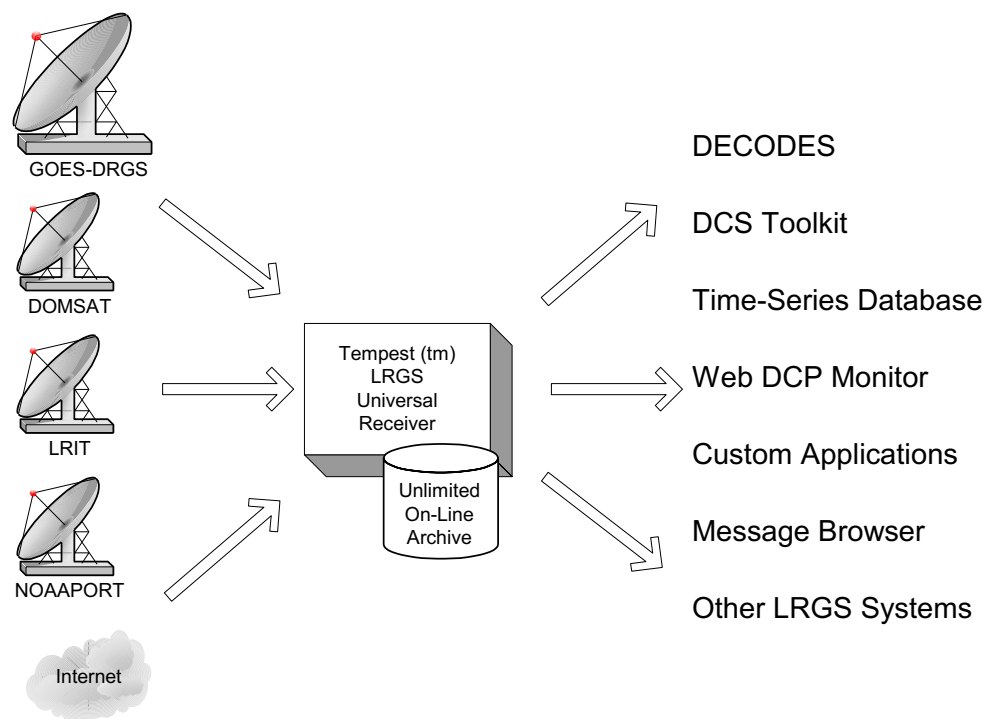 GOES-DRGS
DOMSAT
LRIT
NOAAPORT
Internet
Tempest (tm)
LRGS
Universal
Receiver
Unlimited
On-Line
Archive
DECODES
DCS Toolkit
Time-Series Database
Web DCP Monitor
Custom Applications
Message Browser
Other LRGS Systems